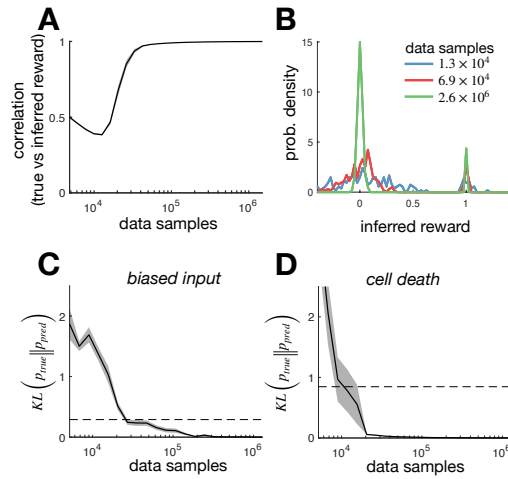 A
correlation
(true vs inferred reward)
1
0.5
0
10^4
10^5
10^6
data samples
B
prob. density
15
10
5
0
0
1
inferred reward
data samples
1.3 × 10^4
6.9 × 10^4
2.6 × 10^6
C
biased input
KL (p_true || p_pred)
2
1
0
10^4
10^5
10^6
data samples
D
cell death
KL (p_true || p_pred)
2
1
0
10^4
10^5
10^6
data samples